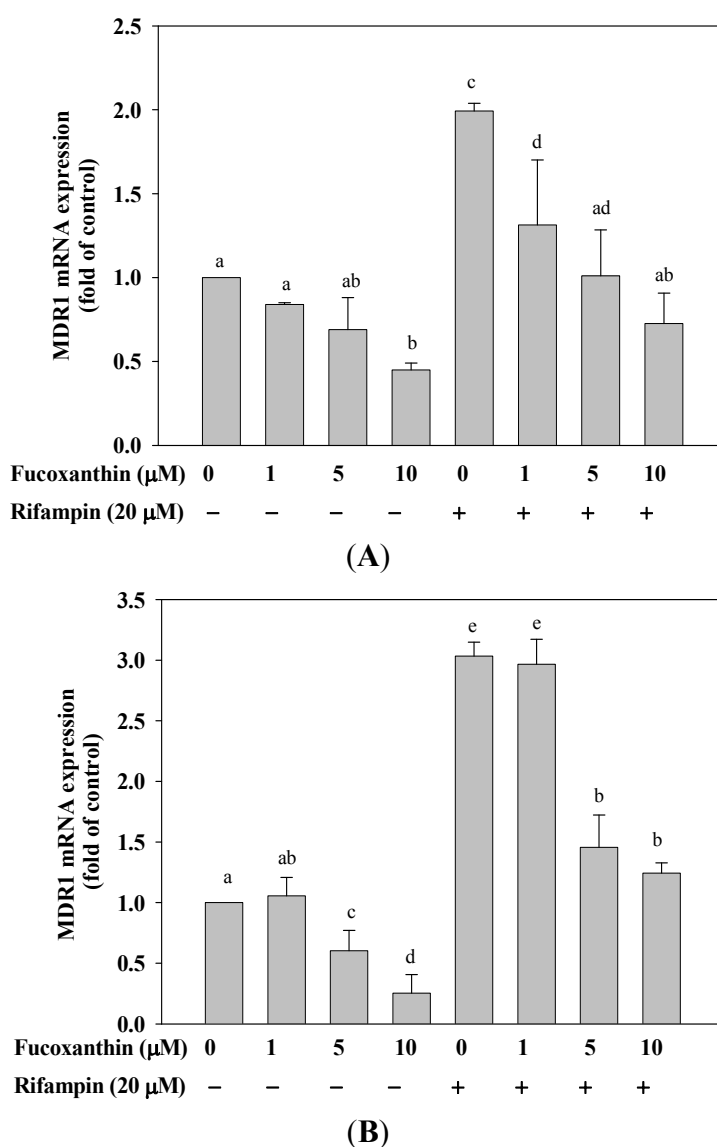 2.5
2.0
1.5
1.0
0.5
0.0
MDR1 mRNA expression
(fold of control)
a a ab b c d ad ab
Fucoxanthin (μM) 0 1 5 10 0 1 5 10
Rifampin (20 μM) − − − − + + + +
(A)
3.5
3.0
2.5
2.0
1.5
1.0
0.5
0.0
MDR1 mRNA expression
(fold of control)
a ab c d e e b b
Fucoxanthin (μM) 0 1 5 10 0 1 5 10
Rifampin (20 μM) − − − − + + + +
(B)